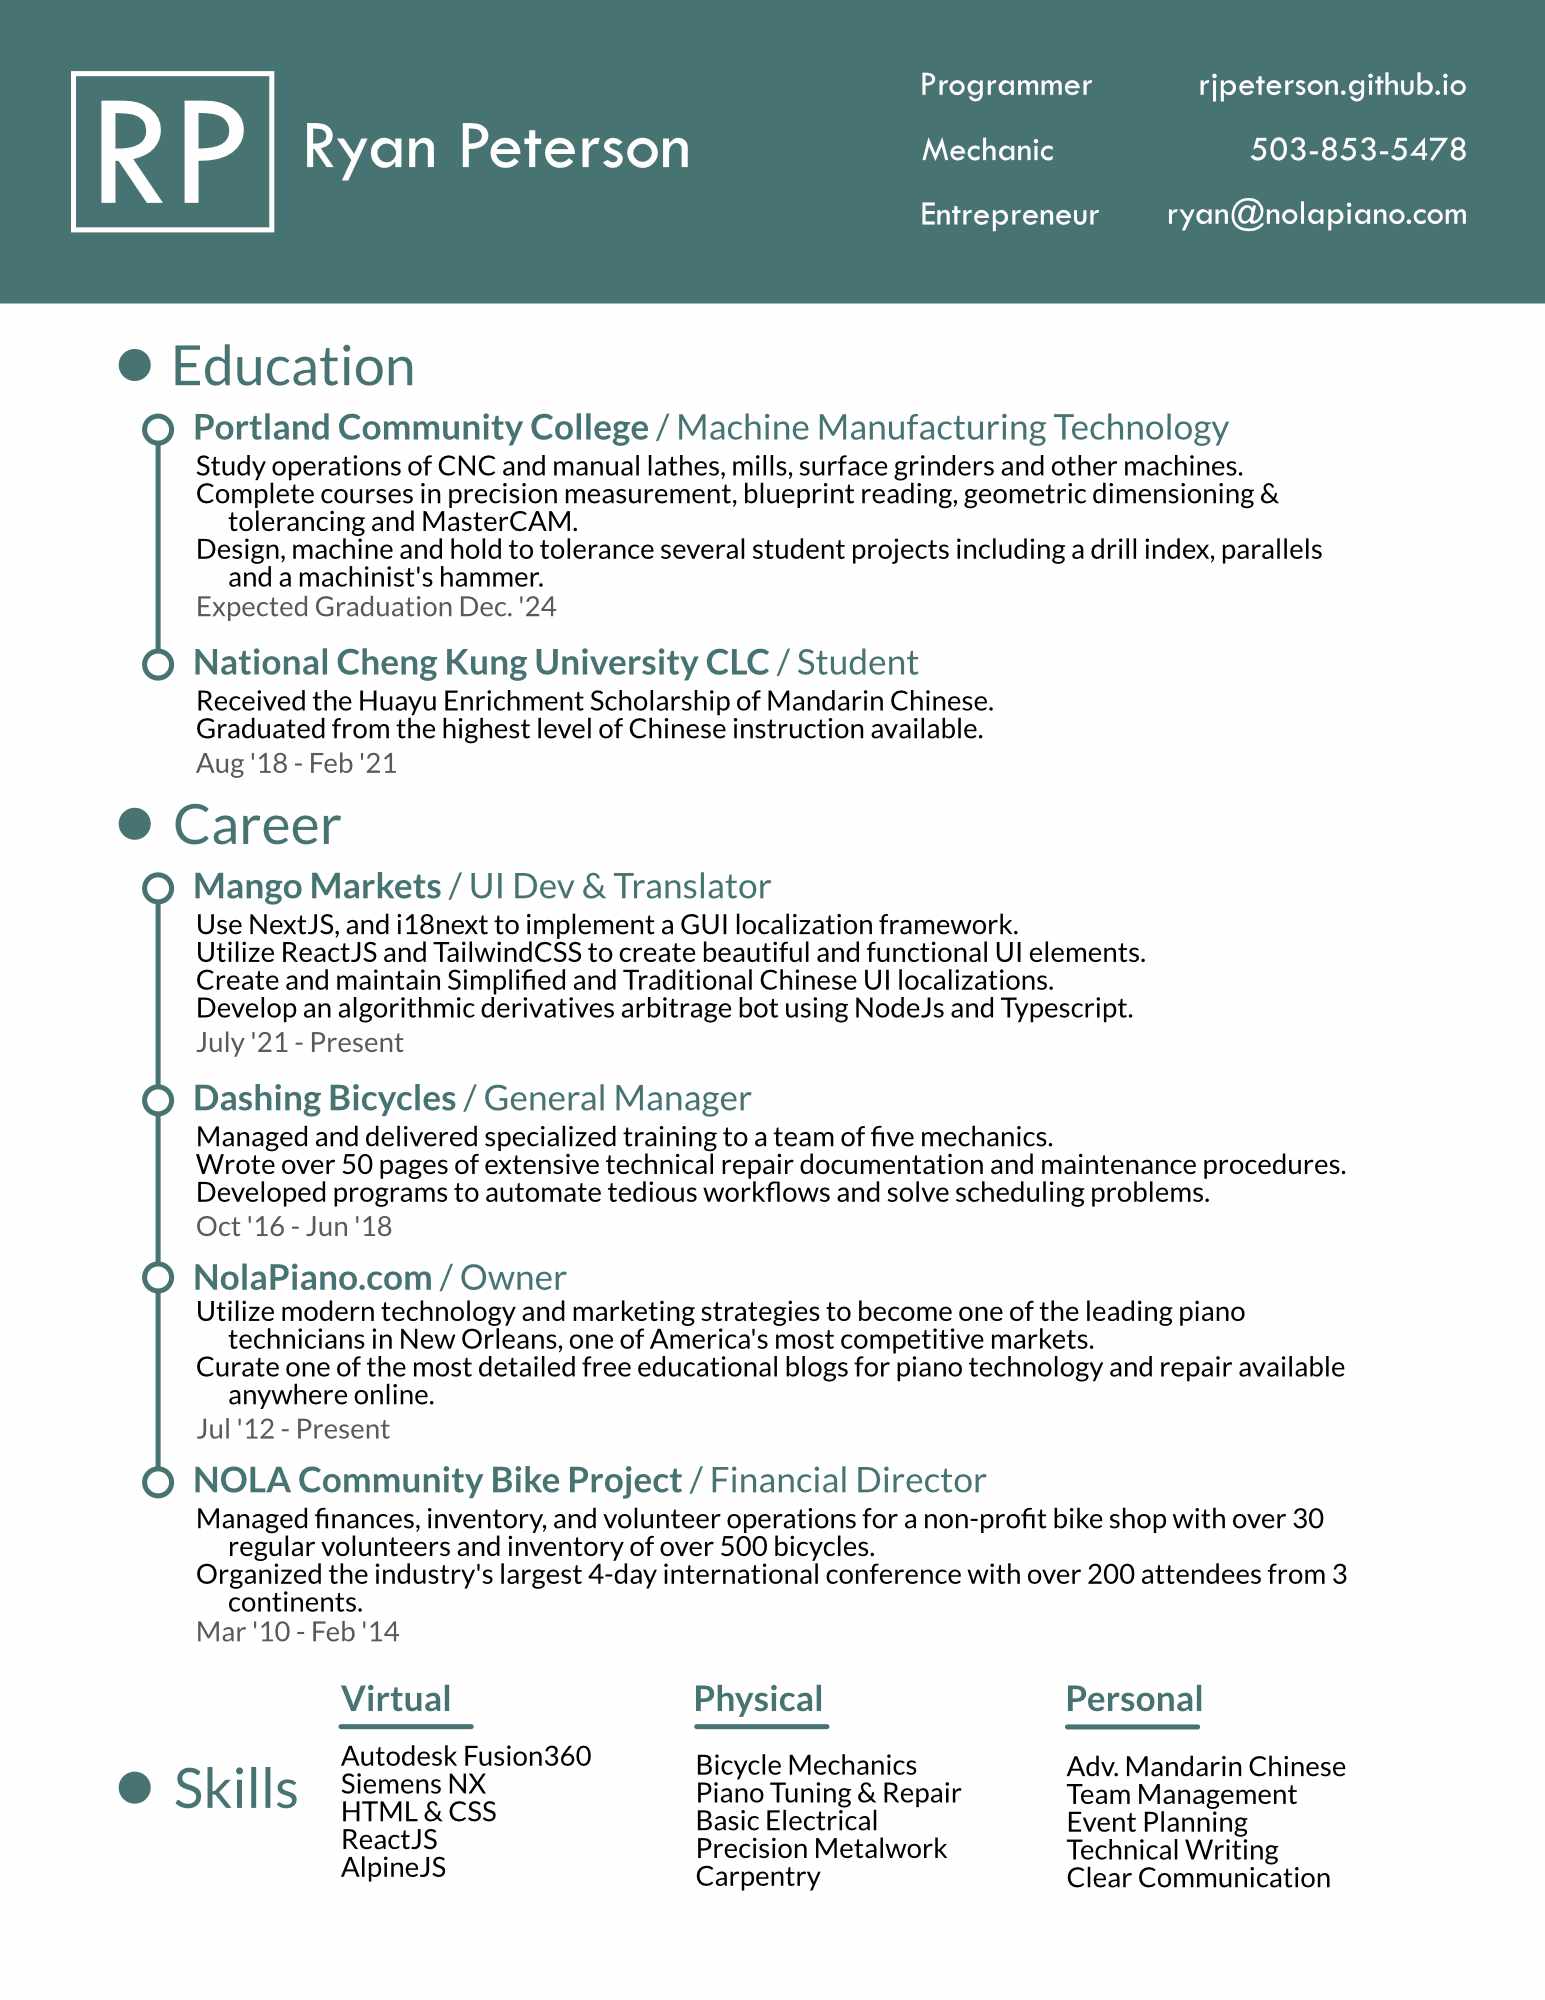 RP
Ryan Peterson
Programmer
Mechanic
Entrepreneur
rjpeterson.github.io
503-853-5478
ryan@nolapiano.com
Education
Portland Community College / Machine Manufacturing Technology
Study operations of CNC and manual lathes, mills, surface grinders and other machines.
Complete courses in precision measurement, blueprint reading, geometric dimensioning &
tolerancing and MasterCAM.
Design, machine and hold to tolerance several student projects including a drill index, parallels
and a machinist's hammer.
Expected Graduation Dec. '24
National Cheng Kung University CLC / Student
Received the Huayu Enrichment Scholarship of Mandarin Chinese.
Graduated from the highest level of Chinese instruction available.
Aug '18 - Feb '21
Career
Mango Markets / UI Dev & Translator
Use NextJS, and i18next to implement a GUI localization framework.
Utilize ReactJS and TailwindCSS to create beautiful and functional UI elements.
Create and maintain Simplified and Traditional Chinese UI localizations.
Develop an algorithmic derivatives arbitrage bot using NodeJs and Typescript.
July '21 - Present
Dashing Bicycles / General Manager
Managed and delivered specialized training to a team of five mechanics.
Wrote over 50 pages of extensive technical repair documentation and maintenance procedures.
Developed programs to automate tedious workflows and solve scheduling problems.
Oct '16 - Jun '18
NolaPiano.com / Owner
Utilize modern technology and marketing strategies to become one of the leading piano
technicians in New Orleans, one of America's most competitive markets.
Curate one of the most detailed free educational blogs for piano technology and repair available
anywhere online.
Jul '12 - Present
NOLA Community Bike Project / Financial Director
Managed finances, inventory, and volunteer operations for a non-profit bike shop with over 30
regular volunteers and inventory of over 500 bicycles.
Organized the industry's largest 4-day international conference with over 200 attendees from 3
continents.
Mar '10 - Feb '14
Skills
Virtual
Autodesk Fusion360
Siemens NX
HTML & CSS
ReactJS
AlpineJS
Physical
Bicycle Mechanics
Piano Tuning & Repair
Basic Electrical
Precision Metalwork
Carpentry
Personal
Adv. Mandarin Chinese
Team Management
Event Planning
Technical Writing
Clear Communication